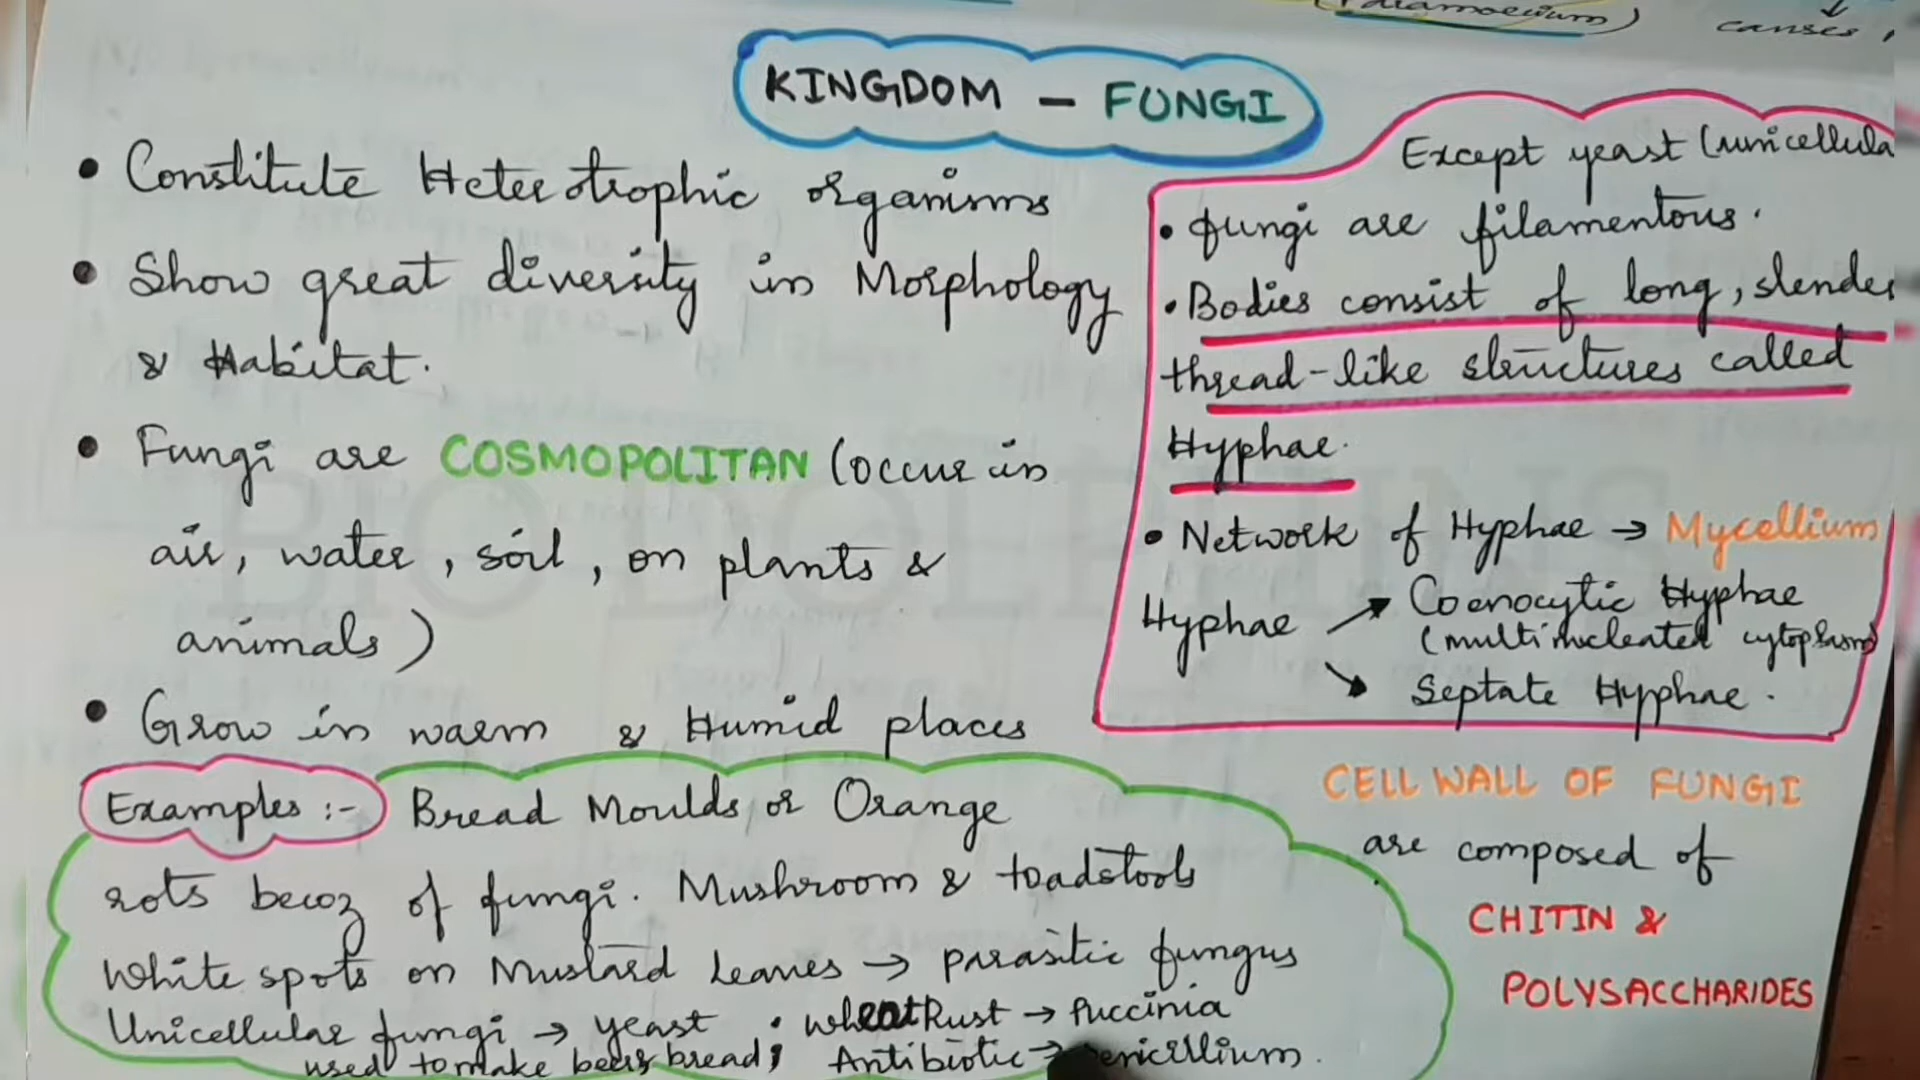 (Paramoecium)
causes
KINGDOM - FUNGI
• Constitute Heterotrophic organisms
• Show great diversity in Morphology
& Habitat.
• Fungi are COSMOPOLITAN (occur in
air, water, soil, on plants &
animals)
• Grow in warm & Humid places
Except yeast (unicellula
• fungi are filamentous.
• Bodies consist of long, slender
thread-like structures called
Hyphae.
• Network of Hyphae → Mycellium
Hyphae → Coenocytic Hyphae
(multinucleated cytoplasm)
→ Septate Hyphae.
Examples :- Bread Moulds or Orange
rots becoz of fungi. Mushroom & toadstools
White spots on Mustard Leaves → parasitic fungus
Unicellular fungi → yeast • wheat Rust → Puccinia
used to make beer, bread; Antibiotic → Penicillium.
CELL WALL OF FUNGI
are composed of
CHITIN &
POLYSACCHARIDES
BIO DOLPHINS